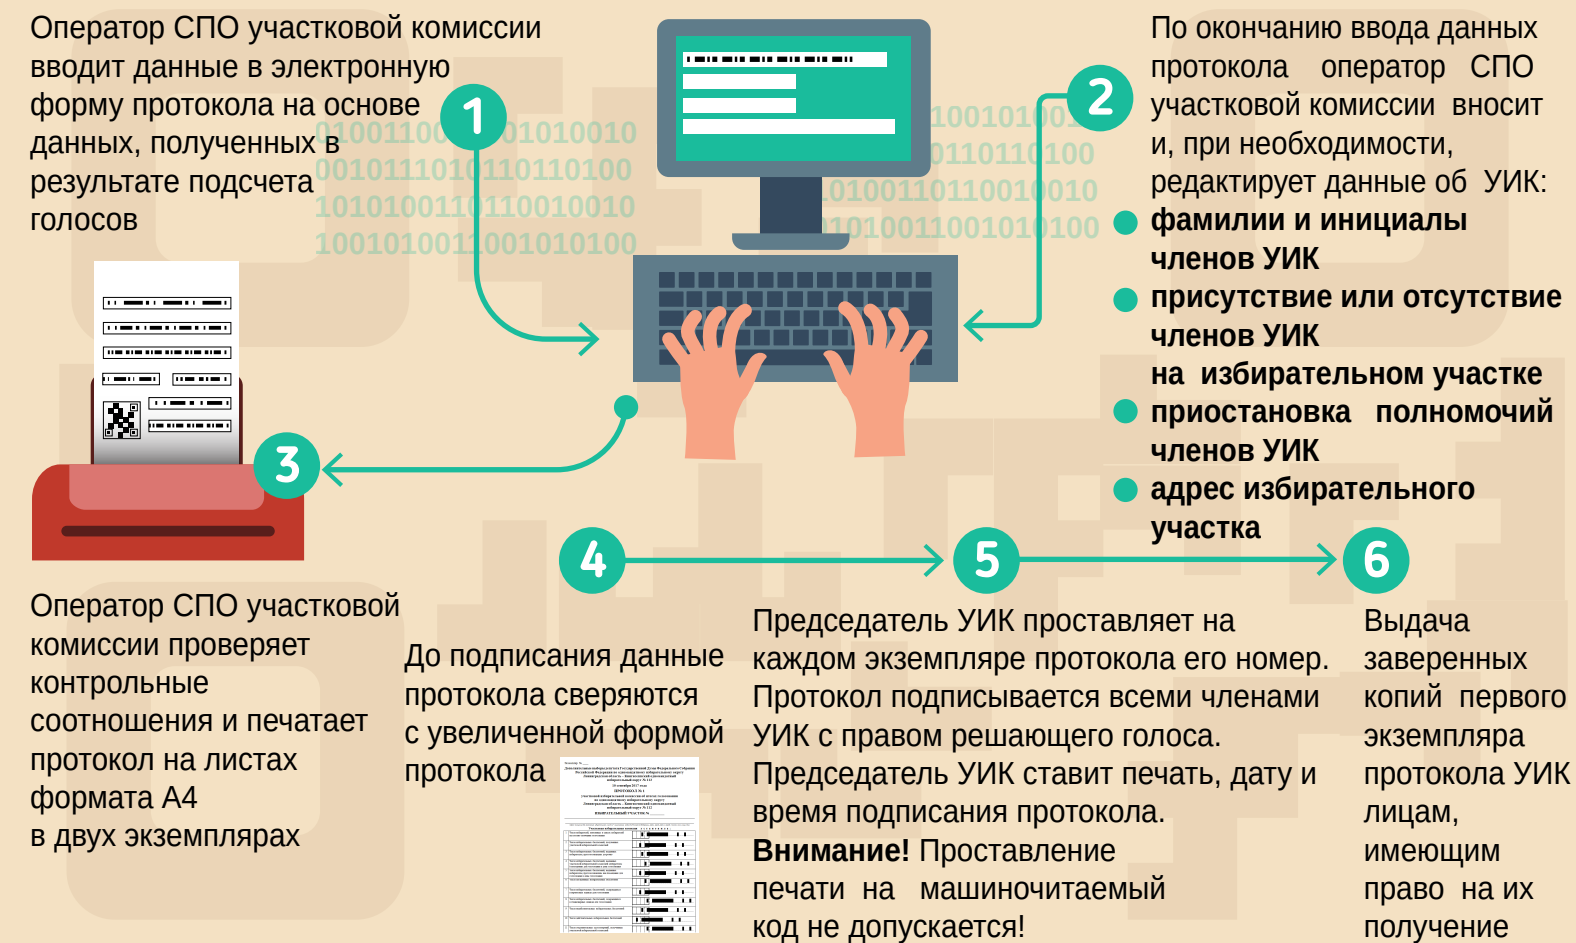 Оператор СПО участковой комиссии
вводит данные в электронную
форму протокола на основе
данных, полученных в
результате подсчета
голосов
1
2
По окончанию ввода данных
протокола оператор СПО
участковой комиссии вносит
и, при необходимости,
редактирует данные об УИК:
фамилии и инициалы
членов УИК
присутствие или отсутствие
членов УИК
на избирательном участке
приостановка полномочий
членов УИК
адрес избирательного
участка
3
Оператор СПО участковой
комиссии проверяет
контрольные
соотношения и печатает
протокол на листах
формата А4
в двух экземплярах
4
До подписания данные
протокола сверяются
с увеличенной формой
протокола
5
Председатель УИК проставляет на
каждом экземпляре протокола его номер.
Протокол подписывается всеми членами
УИК с правом решающего голоса.
Председатель УИК ставит печать, дату и
время подписания протокола.
Внимание! Проставление
печати на машиночитаемый
код не допускается!
6
Выдача
заверенных
копий первого
экземпляра
протокола УИК
лицам,
имеющим
право на их
получение